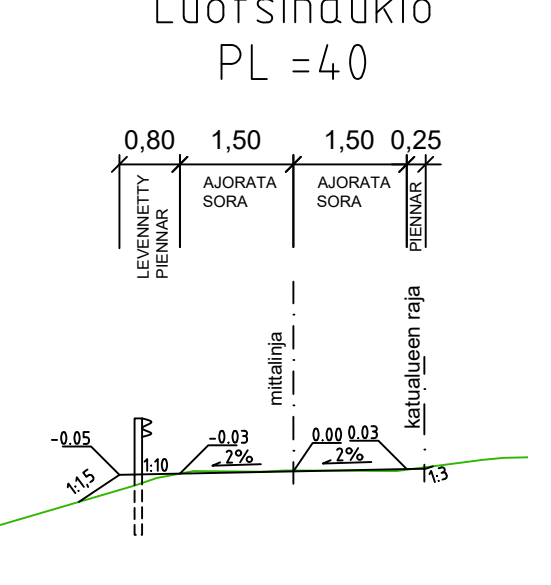 Luotsinaukio
PL =40
0,80 1,50 1,50 0,25
LEVENNETTY
PIENNAR
AJORATA
SORA
AJORATA
SORA
PIENNAR
mittalinja
katualueen raja
-0.05
-0.03
0.00 0.03
2%
2%
1:10
1:1,5
1:3